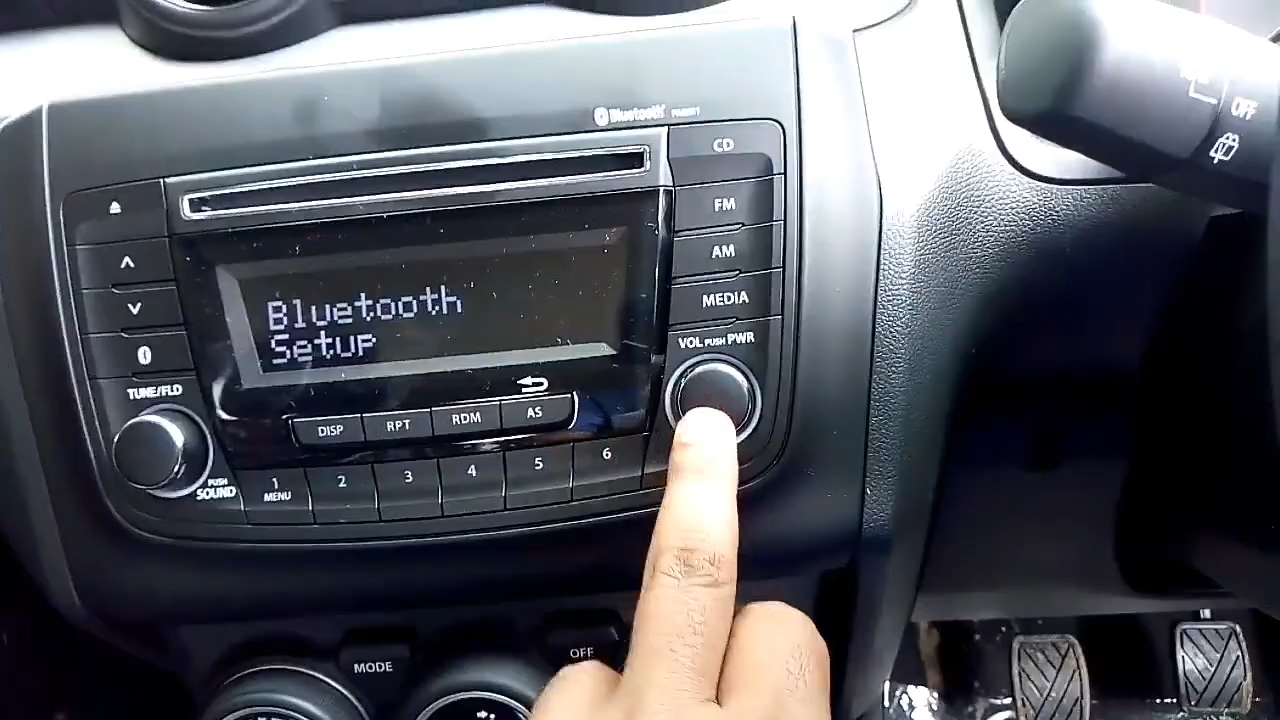 Bluetooth
CD
FM
AM
MEDIA
VOL PUSH PWR
Bluetooth
Setup
TUNE/FLD
PUSH
SOUND
DISP
RPT
RDM
AS
1
MENU
2
3
4
5
6
MODE
OFF
OFF